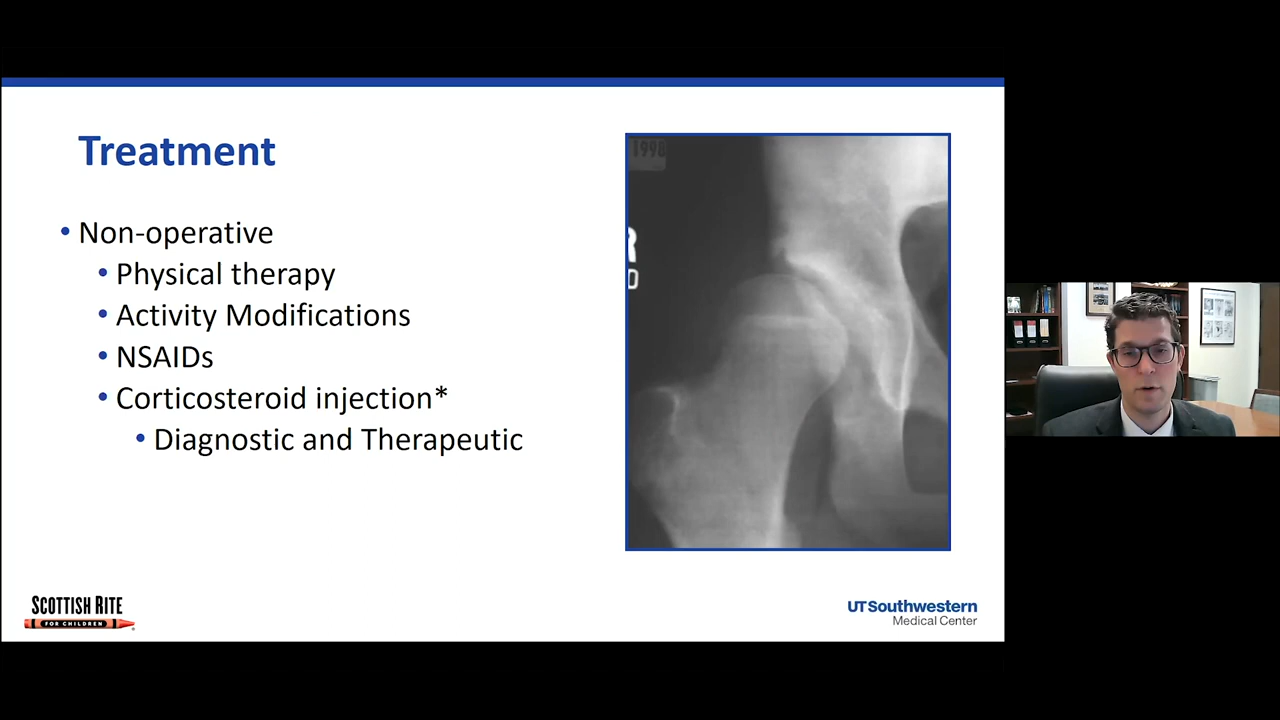 Treatment
• Non-operative
• Physical therapy
• Activity Modifications
• NSAIDs
• Corticosteroid injection*
• Diagnostic and Therapeutic
1998
R
D
SCOTTISH RITE
FOR CHILDREN
UTSouthwestern
Medical Center